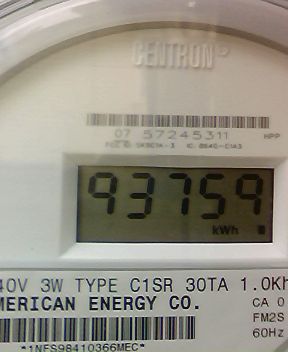 CENTRON®
07 57245311 HPP
93759
kWh
40V 3W TYPE C1SR 30TA 1.0Kh
MERICAN ENERGY CO.
CA 0
FM2S
60Hz
*1NFS98410366MEC*